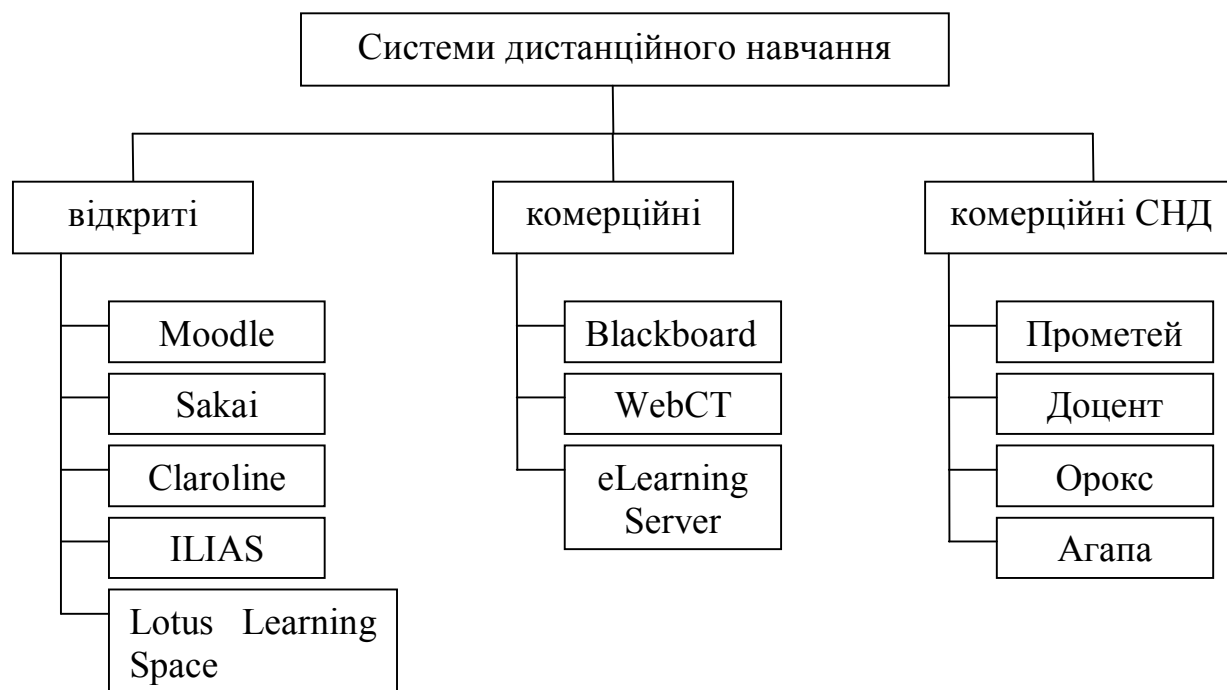 Системи дистанційного навчання
відкриті
комерційні
комерційні СНД
Moodle
Sakai
Claroline
ILIAS
Lotus Learning
Space
Blackboard
WebCT
eLearning
Server
Прометей
Доцент
Орокс
Агапа